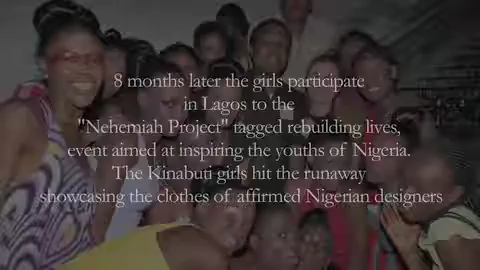 8 months later the girls participate
in Lagos to the
"Nehemiah Project" tagged rebuilding lives,
event aimed at inspiring the youths of Nigeria.
The Kinabuti girls hit the runaway
showcasing the clothes of affirmed Nigerian designers